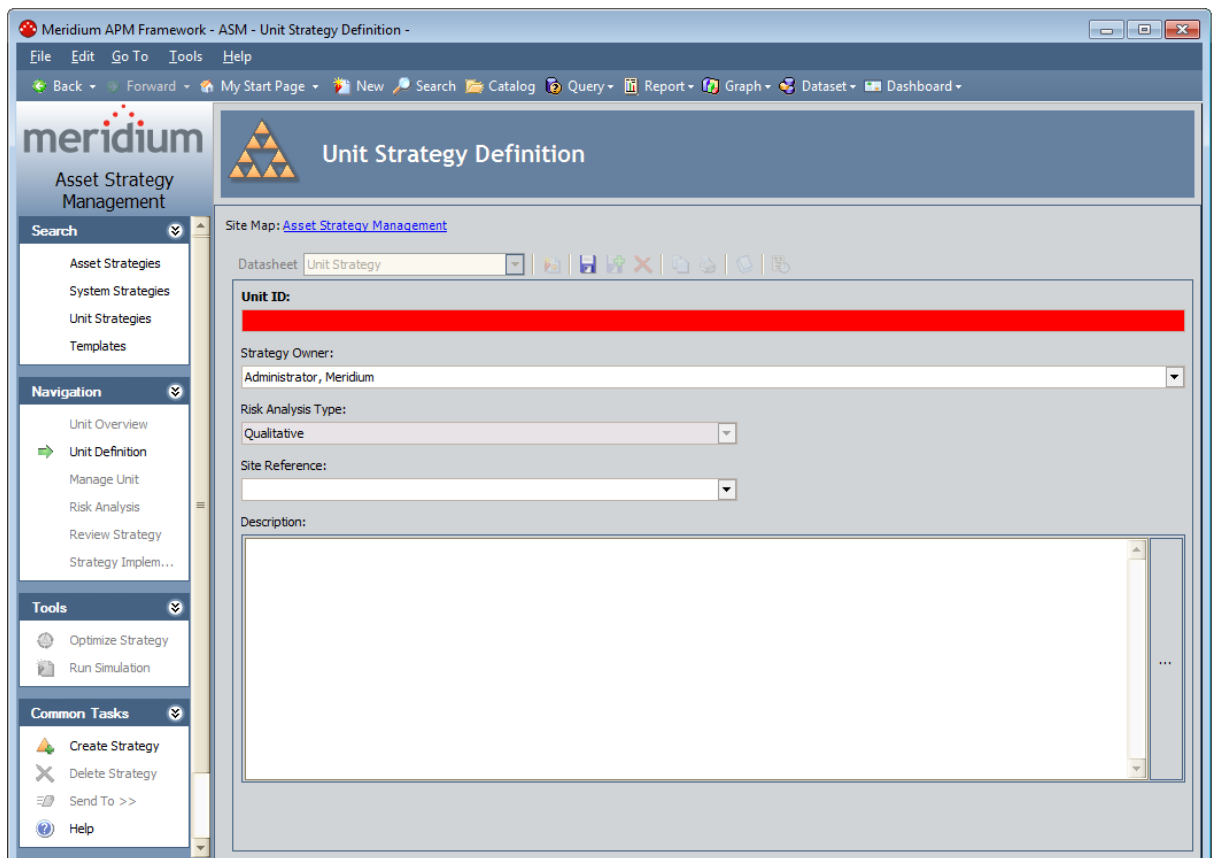 Meridium APM Framework - ASM - Unit Strategy Definition -
File Edit Go To Tools Help
Back Forward My Start Page New Search Catalog Query Report Graph Dataset Dashboard
meridium
Asset Strategy
Management
Unit Strategy Definition
Search
Asset Strategies
System Strategies
Unit Strategies
Templates
Navigation
Unit Overview
Unit Definition
Manage Unit
Risk Analysis
Review Strategy
Strategy Implem...
Tools
Optimize Strategy
Run Simulation
Common Tasks
Create Strategy
Delete Strategy
Send To >>
Help
Site Map: Asset Strategy Management
Datasheet Unit Strategy
Unit ID:
Strategy Owner:
Administrator, Meridium
Risk Analysis Type:
Qualitative
Site Reference:
Description:
...